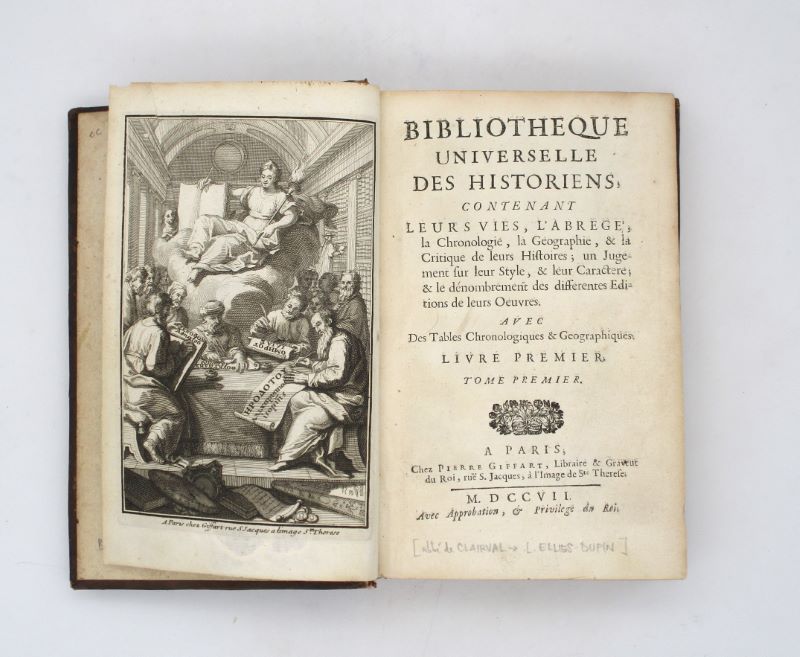 ΗΡΟΔΟΤΟΥ
A Paris chez Giffart rue S.t Jacques a l'image S.te Therese
BIBLIOTHEQUE
UNIVERSELLE
DES HISTORIENS,
CONTENANT
LEURS VIES, L'ABREGE',
la Chronologie, la Géographie, & la
Critique de leurs Histoires; un Juge-
ment sur leur Style, & leur Caractere;
& le dénombrement des differentes Edi-
tions de leurs Oeuvres.
AVEC
Des Tables Chronologiques & Geographiques.
LIVRE PREMIER,
TOME PREMIER.
A PARIS,
Chez PIERRE GIFFART, Libraire & Graveur
du Roi, ruë S. Jacques, à l'Image de Ste Therese.
M. DCCVII.
Avec Approbation, & Privilege du Roi.
[abbé de CLAIRVAL → L. ELLIES-DUPIN]